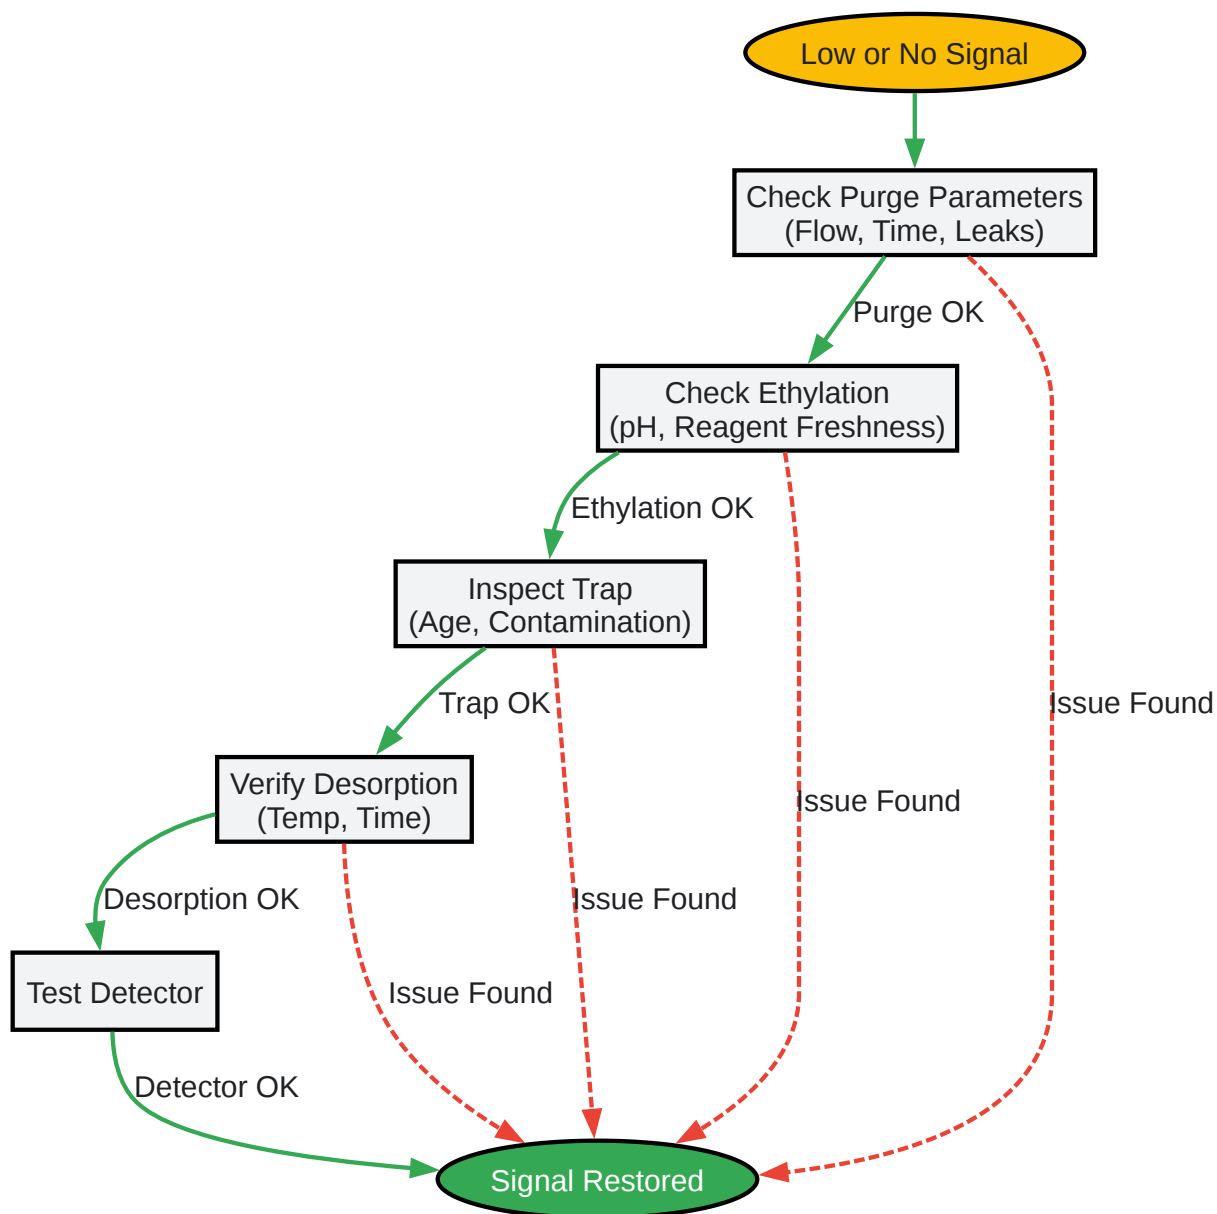 Low or No Signal
Check Purge Parameters
(Flow, Time, Leaks)
Purge OK
Check Ethylation
(pH, Reagent Freshness)
Ethylation OK
Inspect Trap
(Age, Contamination)
Trap OK
Issue Found
Verify Desorption
(Temp, Time)
Issue Found
Desorption OK
Issue Found
Test Detector
Issue Found
Detector OK
Signal Restored